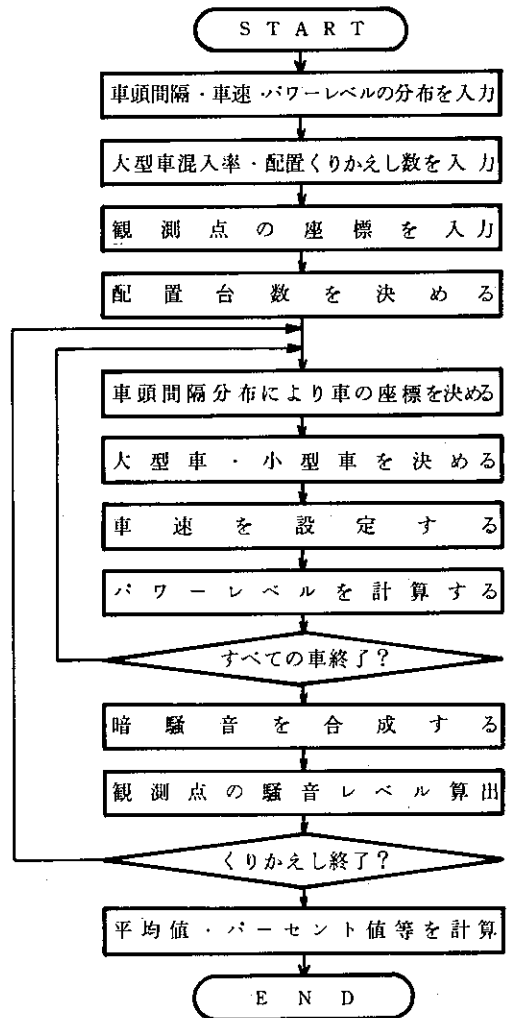 START
車頭間隔・車速・パワーレベルの分布を入力
大型車混入率・配置くりかえし数を入力
観測点の座標を入力
配置台数を決める
車頭間隔分布により車の座標を決める
大型車・小型車を決める
車速を設定する
パワーレベルを計算する
すべての車終了?
暗騒音を合成する
観測点の騒音レベル算出
くりかえし終了?
平均値・パーセント値等を計算
END